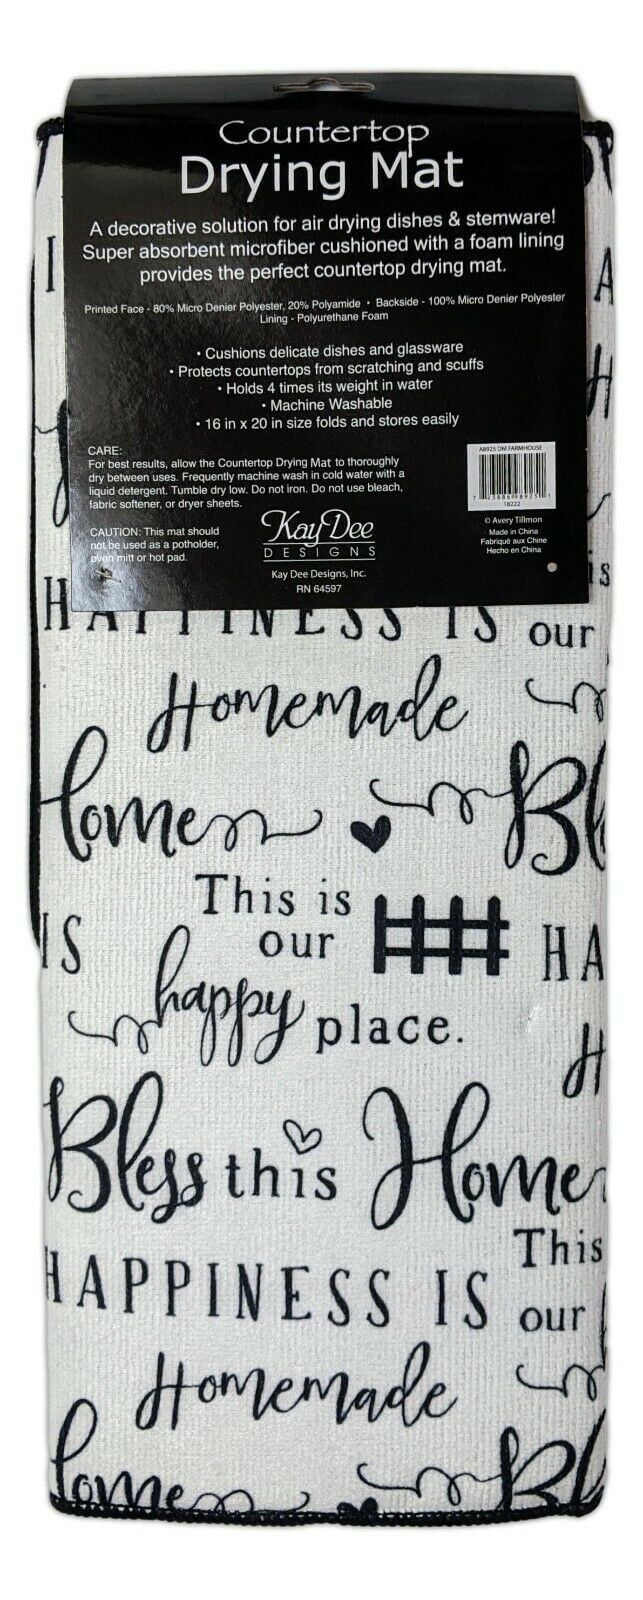 Countertop
Drying Mat
A decorative solution for air drying dishes & stemware!
Super absorbent microfiber cushioned with a foam lining
provides the perfect countertop drying mat.
Printed Face - 80% Micro Denier Polyester, 20% Polyamide • Backside - 100% Micro Denier Polyester
Lining - Polyurethane Foam
• Cushions delicate dishes and glassware
• Protects countertops from scratching and scuffs
• Holds 4 times its weight in water
• Machine Washable
• 16 in x 20 in size folds and stores easily
CARE:
For best results, allow the Countertop Drying Mat to thoroughly
dry between uses. Frequently machine wash in cold water with a
liquid detergent. Tumble dry low. Do not iron. Do not use bleach,
fabric softener, or dryer sheets.
CAUTION: This mat should
not be used as a potholder,
oven mitt or hot pad.
KayDee
DESIGNS
Kay Dee Designs, Inc.
RN 64597
A8925 DM FARMHOUSE
18222
© Avery Tillmon
Made in China
Fabriqué aux Chine
Hecho en China
HAPPINESS IS our
Homemade
Home
This is
our
happy place.
IS
HA
Bless this Home
This
HAPPINESS IS our
Homemade
Home